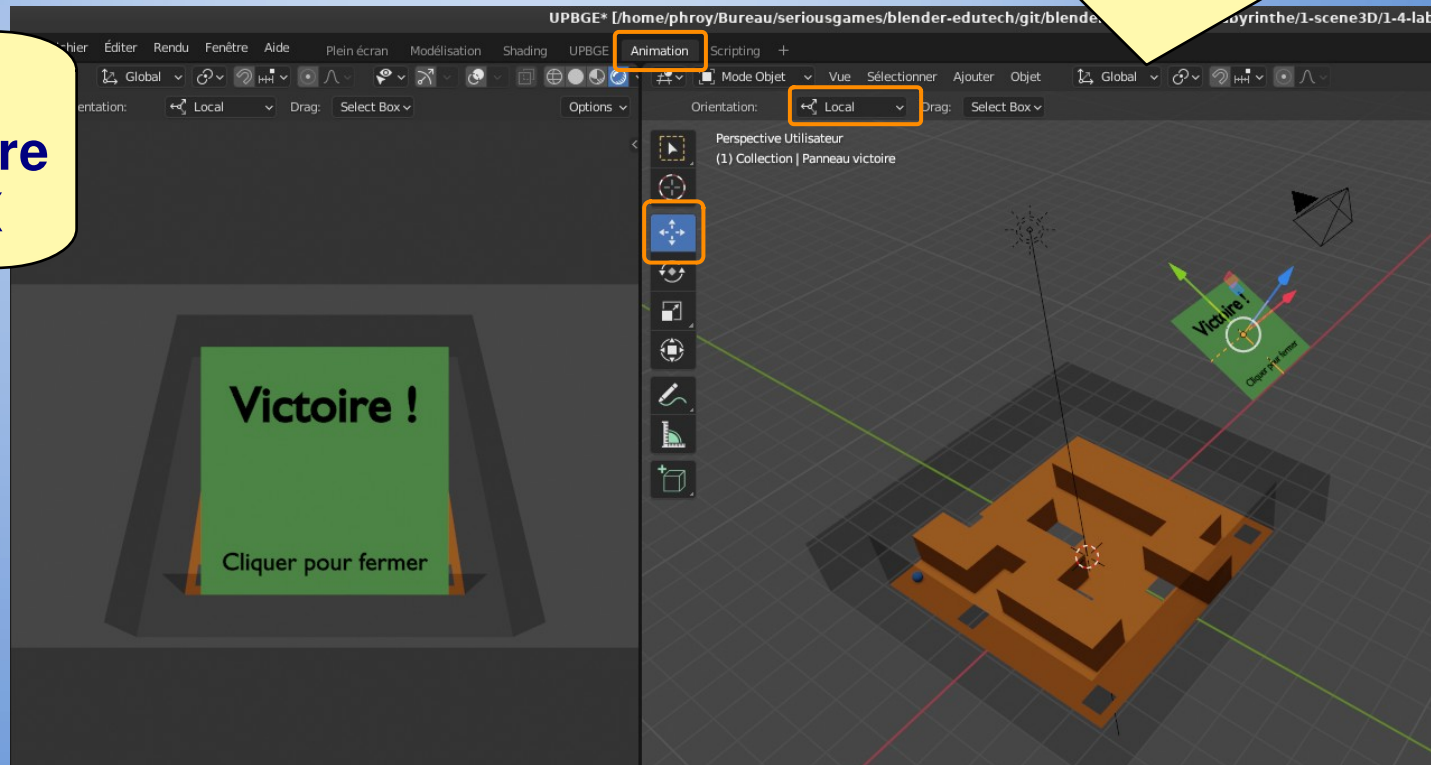 UPBGE* [/home/phroy/Bureau/seriousgames/blender-edutech/git/blende
yrinthe/1-scene3D/1-4-lab
hier Éditer Rendu Fenêtre Aide
Plein écran Modélisation Shading UPBGE Animation Scripting +
Global
Mode Objet Vue Sélectionner Ajouter Objet Global
entation: Local Drag: Select Box Options
Orientation: Local Drag: Select Box
re
Perspective Utilisateur
(1) Collection | Panneau victoire
Victoire !
Cliquer pour fermer
Victoire !
Cliquer pour fermer